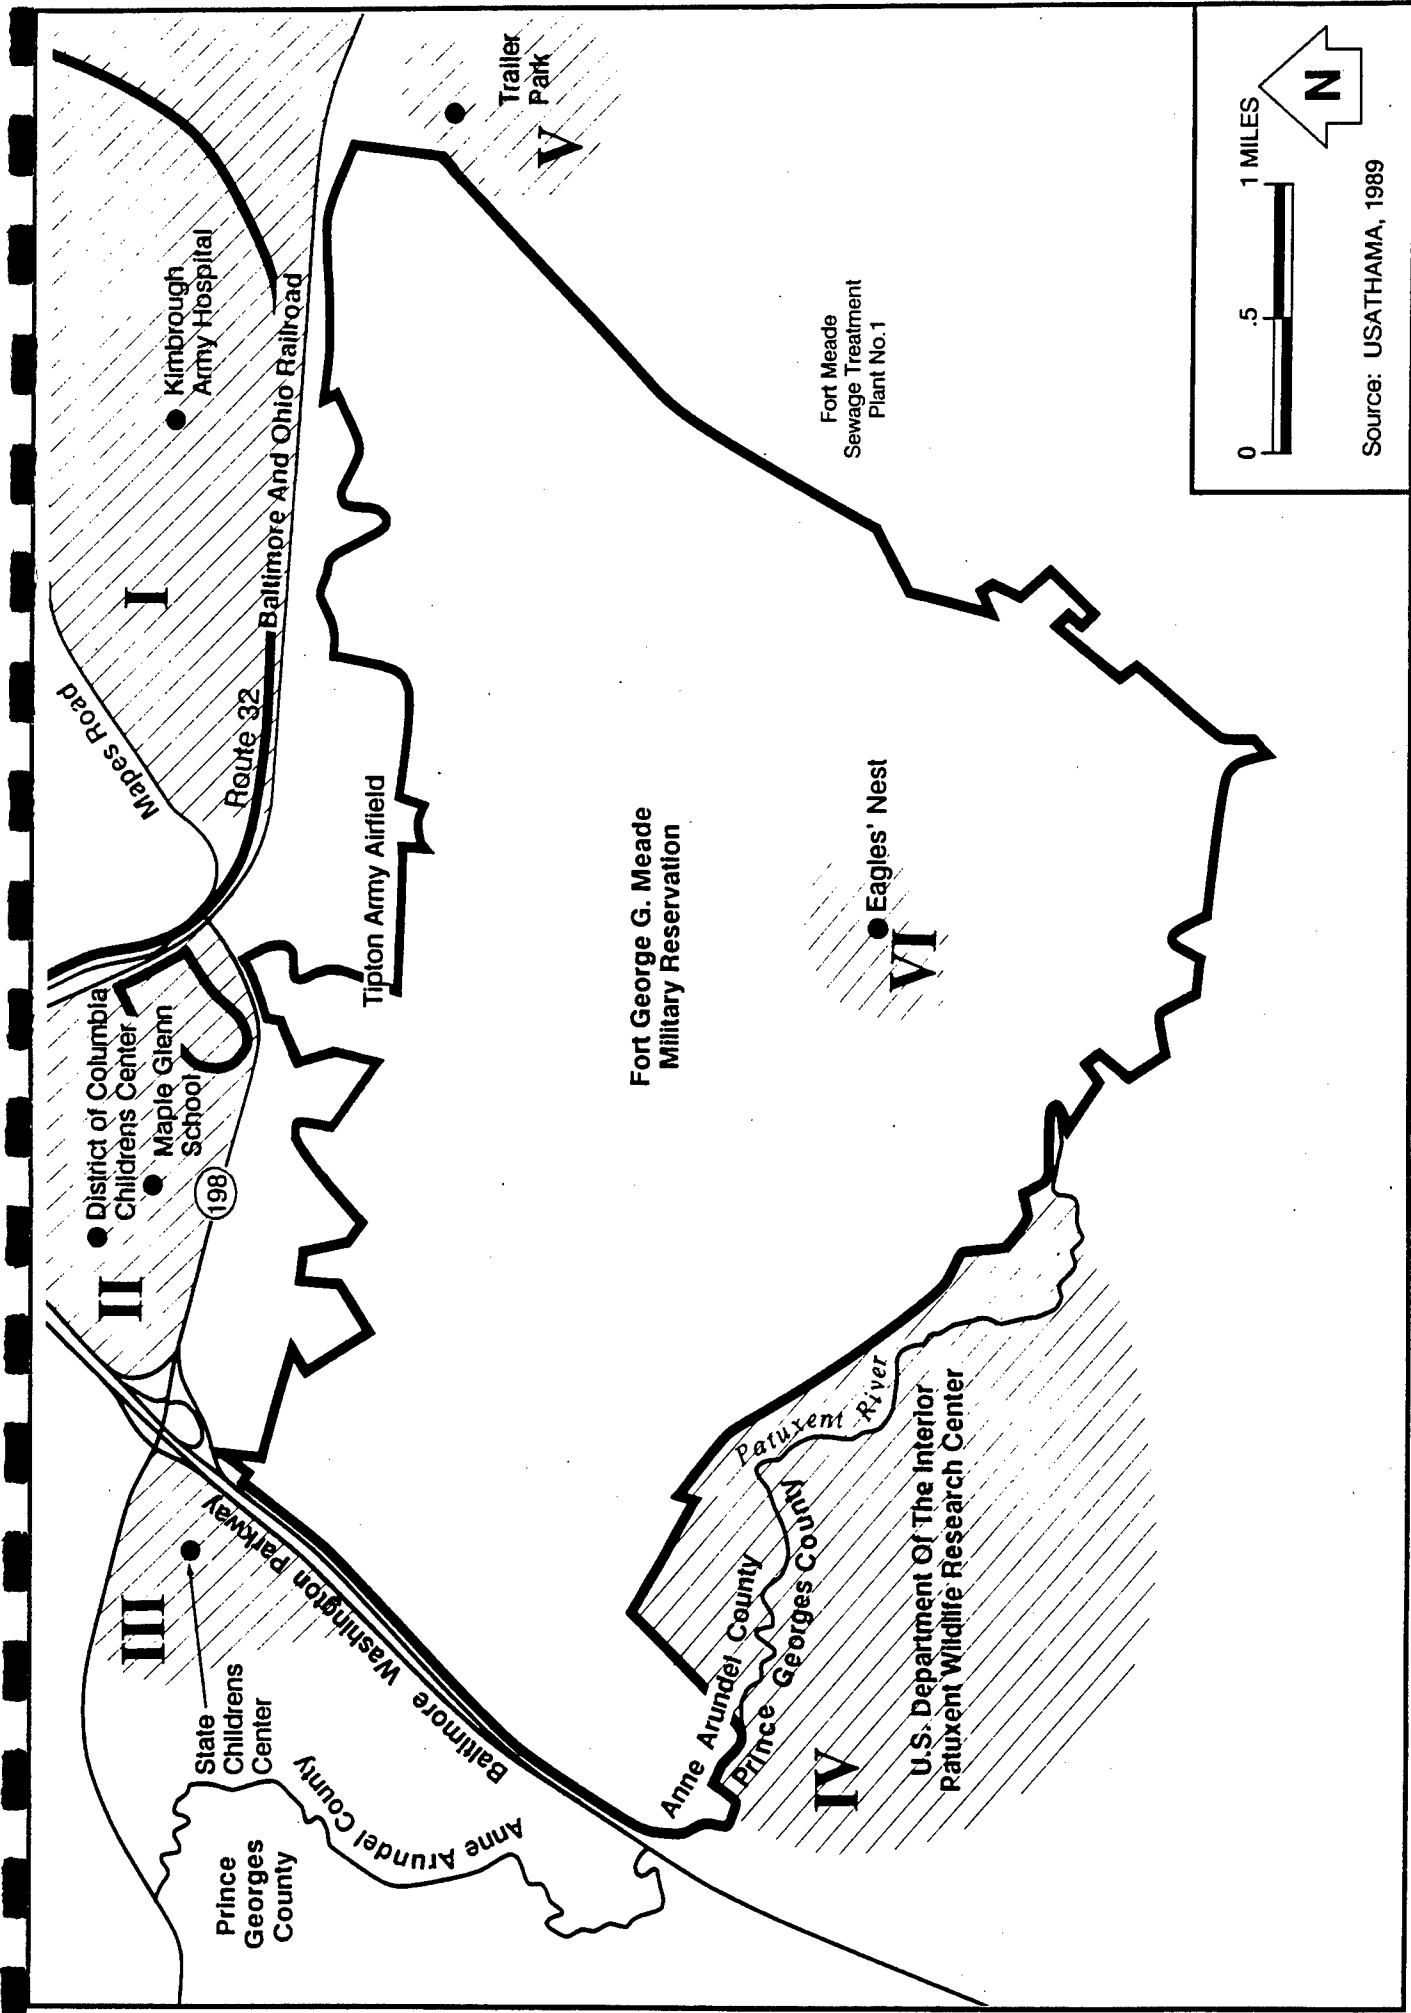 Prince
Georges
County
Anne Arundel County
State
Childrens
Center
III
Baltimore Washington Parkway
II
198
District of Columbia
Childrens Center
Maple Glenn
School
Mapes Road
Route 32
I
Baltimore And Ohio Railroad
Kimbrough
Army Hospital
Trailer
Park
V
Tipton Army Airfield
Fort George G. Meade
Military Reservation
Fort Meade
Sewage Treatment
Plant No.1
Eagles' Nest
VI
Patuxent River
Anne Arundel County
Prince Georges County
IV
U.S. Department Of The Interior
Patuxent Wildlife Research Center
0 .5 1 MILES
N
Source: USATHAMA, 1989